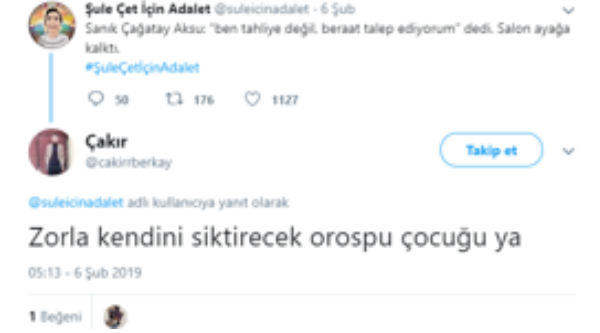 Şule Çet İçin Adalet @suleicinadalet · 6 Şub
Sanık Çağatay Aksu: "ben tahliye değil, beraat talep ediyorum" dedi. Salon ayağa
kalktı.
#ŞuleÇetİçinAdalet
50 176 1127
Çakır
@cakirrberkay
Takip et
@suleicinadalet adlı kullanıcıya yanıt olarak
Zorla kendini siktirecek orospu çocuğu ya
05:13 - 6 Şub 2019
1 Beğeni